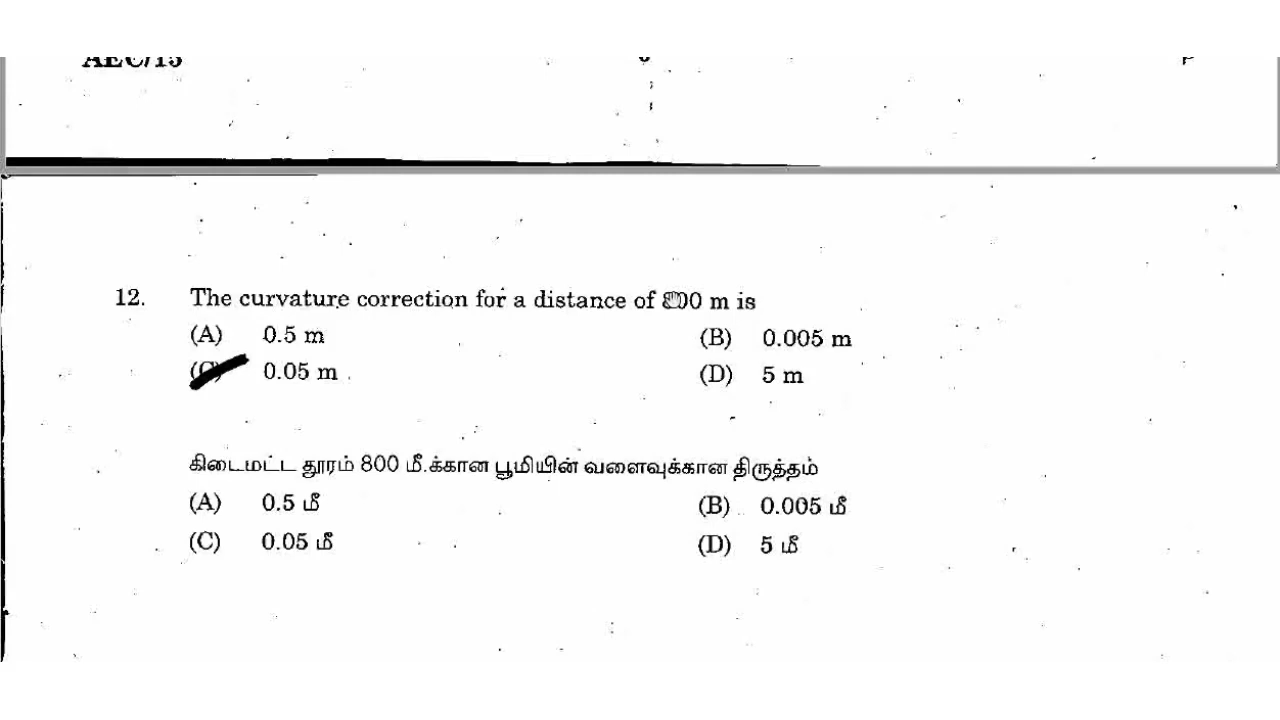 AEC/15
12. The curvature correction for a distance of 800 m is
(A) 0.5 m (B) 0.005 m
(C) 0.05 m (D) 5 m
கிடைமட்ட தூரம் 800 மீ.க்கான பூமியின் வளைவுக்கான திருத்தம்
(A) 0.5 மீ (B) 0.005 மீ
(C) 0.05 மீ (D) 5 மீ